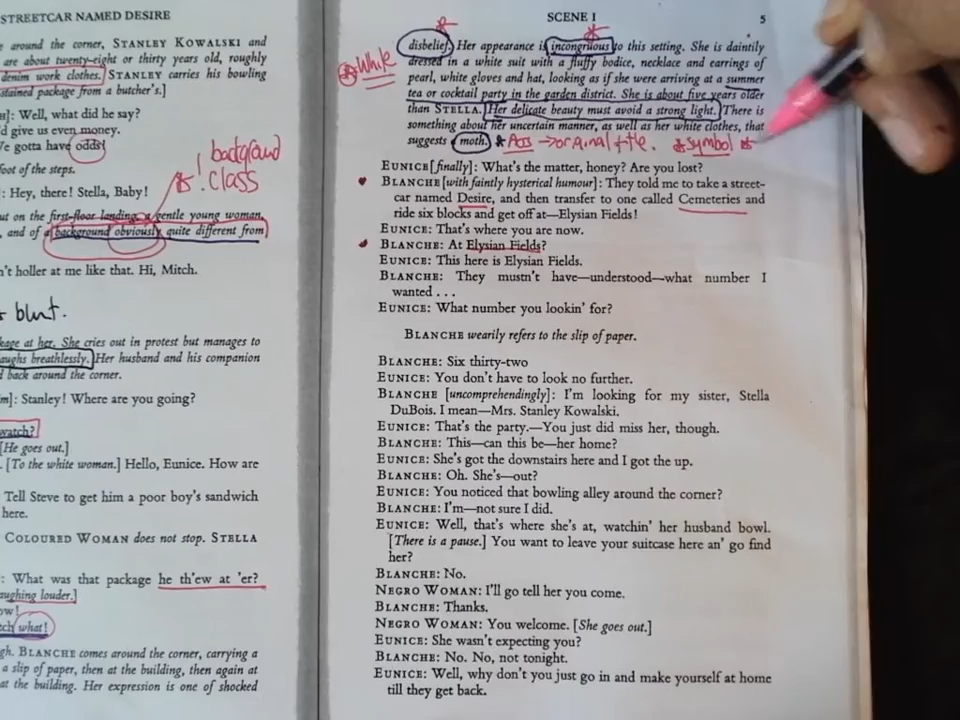 STREETCAR NAMED DESIRE
around the corner, STANLEY KOWALSKI and
are about twenty-eight or thirty years old, roughly
denim work clothes. STANLEY carries his bowling
stained package from a butcher's.]
Well, what did he say?
d give us even money.
e gotta have odds!
foot of the steps.
: Hey, there! Stella, Baby!
background
class
out on the first-floor landing, a gentle young woman,
, and of a background obviously quite different from
n't holler at me like that. Hi, Mitch.
blunt.
kage at her. She cries out in protest but manages to
aughs breathlessly. Her husband and his companion
back around the corner.
m]: Stanley! Where are you going?
watch?
[He goes out.]
. [To the white woman.] Hello, Eunice. How are
Tell Steve to get him a poor boy's sandwich
here.
COLOURED WOMAN does not stop. STELLA
: What was that package he th'ew at 'er?
aughing louder.]
ow!
tch what!
gh. BLANCHE comes around the corner, carrying a
a slip of paper, then at the building, then again at
at the building. Her expression is one of shocked
SCENE I 5
White
disbelief. Her appearance is incongruous to this setting. She is daintily
dressed in a white suit with a fluffy bodice, necklace and earrings of
pearl, white gloves and hat, looking as if she were arriving at a summer
tea or cocktail party in the garden district. She is about five years older
than STELLA. Her delicate beauty must avoid a strong light. There is
something about her uncertain manner, as well as her white clothes, that
suggests a moth. → orginal title. Symbol
EUNICE [finally]: What's the matter, honey? Are you lost?
BLANCHE [with faintly hysterical humour]: They told me to take a street-
car named Desire, and then transfer to one called Cemeteries and
ride six blocks and get off at—Elysian Fields!
EUNICE: That's where you are now.
BLANCHE: At Elysian Fields?
EUNICE: This here is Elysian Fields.
BLANCHE: They mustn't have—understood—what number I
wanted . . .
EUNICE: What number you lookin' for?
BLANCHE wearily refers to the slip of paper.
BLANCHE: Six thirty-two
EUNICE: You don't have to look no further.
BLANCHE [uncomprehendingly]: I'm looking for my sister, Stella
DuBois. I mean—Mrs. Stanley Kowalski.
EUNICE: That's the party.—You just did miss her, though.
BLANCHE: This—can this be—her home?
EUNICE: She's got the downstairs here and I got the up.
BLANCHE: Oh. She's—out?
EUNICE: You noticed that bowling alley around the corner?
BLANCHE: I'm—not sure I did.
EUNICE: Well, that's where she's at, watchin' her husband bowl.
[There is a pause.] You want to leave your suitcase here an' go find
her?
BLANCHE: No.
NEGRO WOMAN: I'll go tell her you come.
BLANCHE: Thanks.
NEGRO WOMAN: You welcome. [She goes out.]
EUNICE: She wasn't expecting you?
BLANCHE: No. No, not tonight.
EUNICE: Well, why don't you just go in and make yourself at home
till they get back.